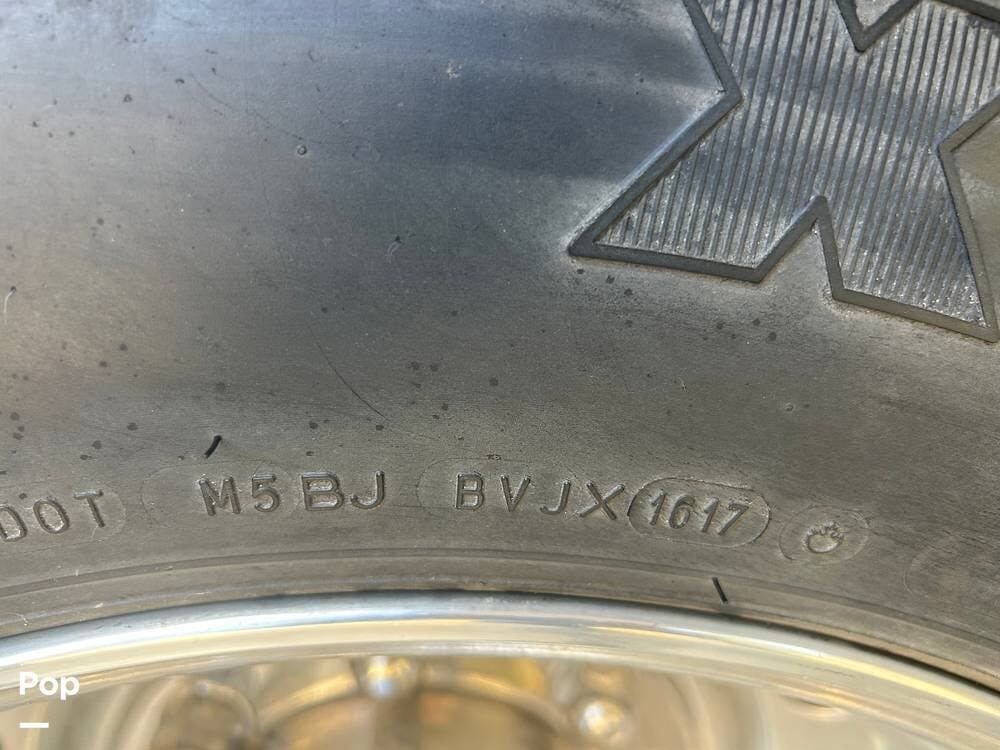 DOT M5BJ BVJX 1617
Pop